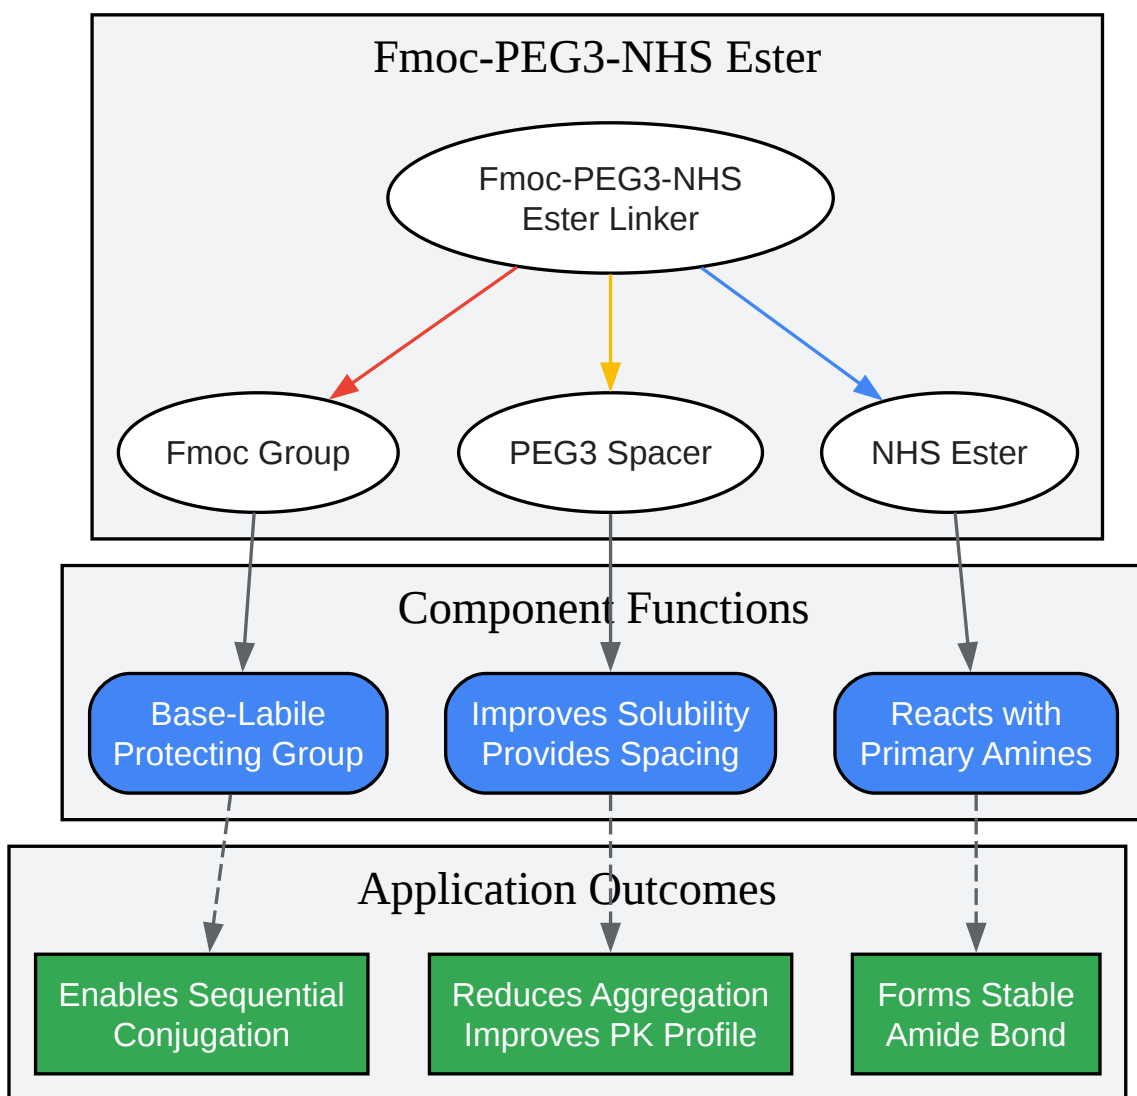 Fmoc-PEG3-NHS Ester
Fmoc-PEG3-NHS
Ester Linker
Fmoc Group
PEG3 Spacer
NHS Ester
Component Functions
Base-Labile
Protecting Group
Improves Solubility
Provides Spacing
Reacts with
Primary Amines
Application Outcomes
Enables Sequential
Conjugation
Reduces Aggregation
Improves PK Profile
Forms Stable
Amide Bond